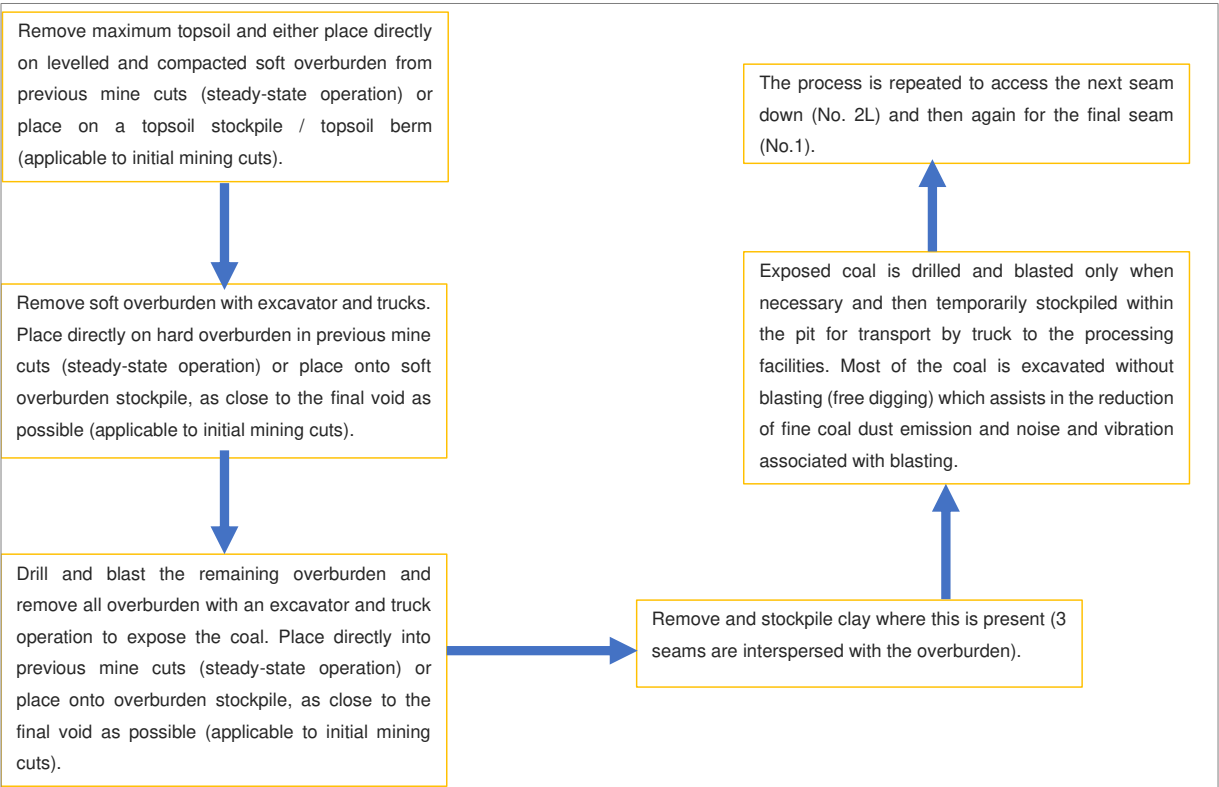 Remove maximum topsoil and either place directly
on levelled and compacted soft overburden from
previous mine cuts (steady-state operation) or
place on a topsoil stockpile / topsoil berm
(applicable to initial mining cuts).
Remove soft overburden with excavator and trucks.
Place directly on hard overburden in previous mine
cuts (steady-state operation) or place onto soft
overburden stockpile, as close to the final void as
possible (applicable to initial mining cuts).
Drill and blast the remaining overburden and
remove all overburden with an excavator and truck
operation to expose the coal. Place directly into
previous mine cuts (steady-state operation) or
place onto overburden stockpile, as close to the
final void as possible (applicable to initial mining
cuts).
Remove and stockpile clay where this is present (3
seams are interspersed with the overburden).
Exposed coal is drilled and blasted only when
necessary and then temporarily stockpiled within
the pit for transport by truck to the processing
facilities. Most of the coal is excavated without
blasting (free digging) which assists in the reduction
of fine coal dust emission and noise and vibration
associated with blasting.
The process is repeated to access the next seam
down (No. 2L) and then again for the final seam
(No.1).